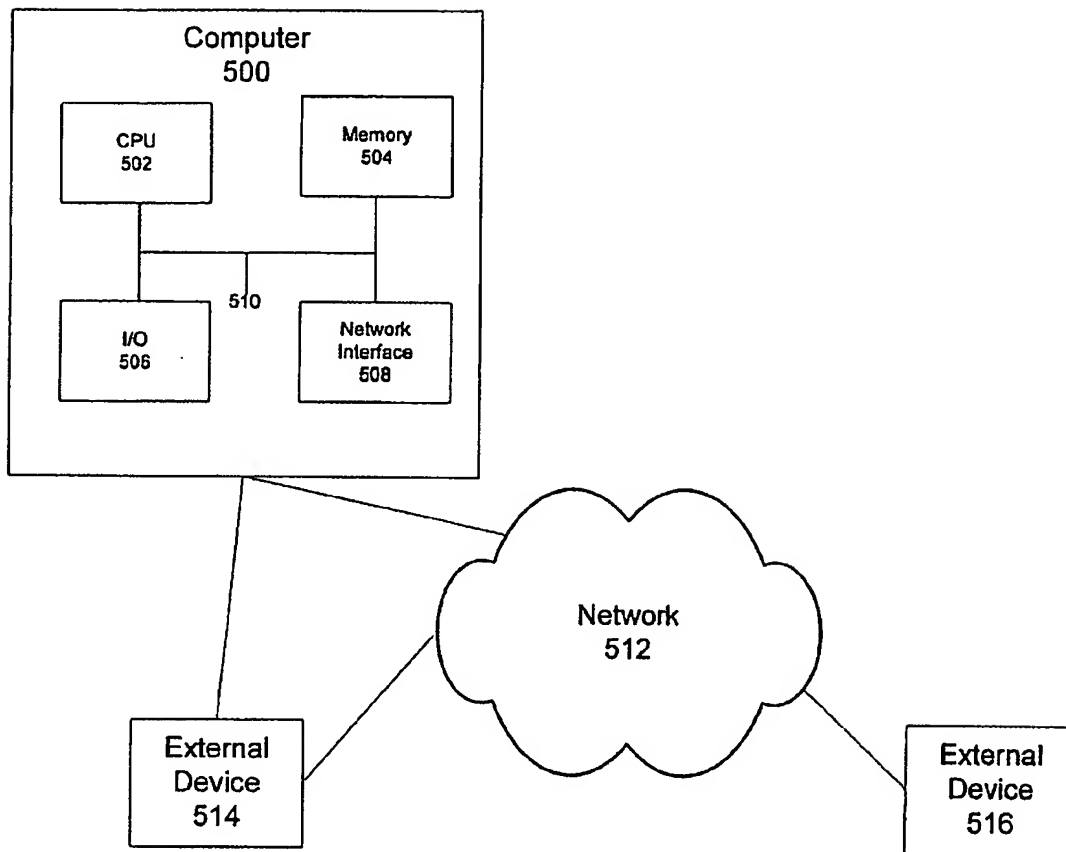 Computer
500
CPU
502
Memory
504
510
I/O
506
Network
Interface
508
Network
512
External
Device
514
External
Device
516